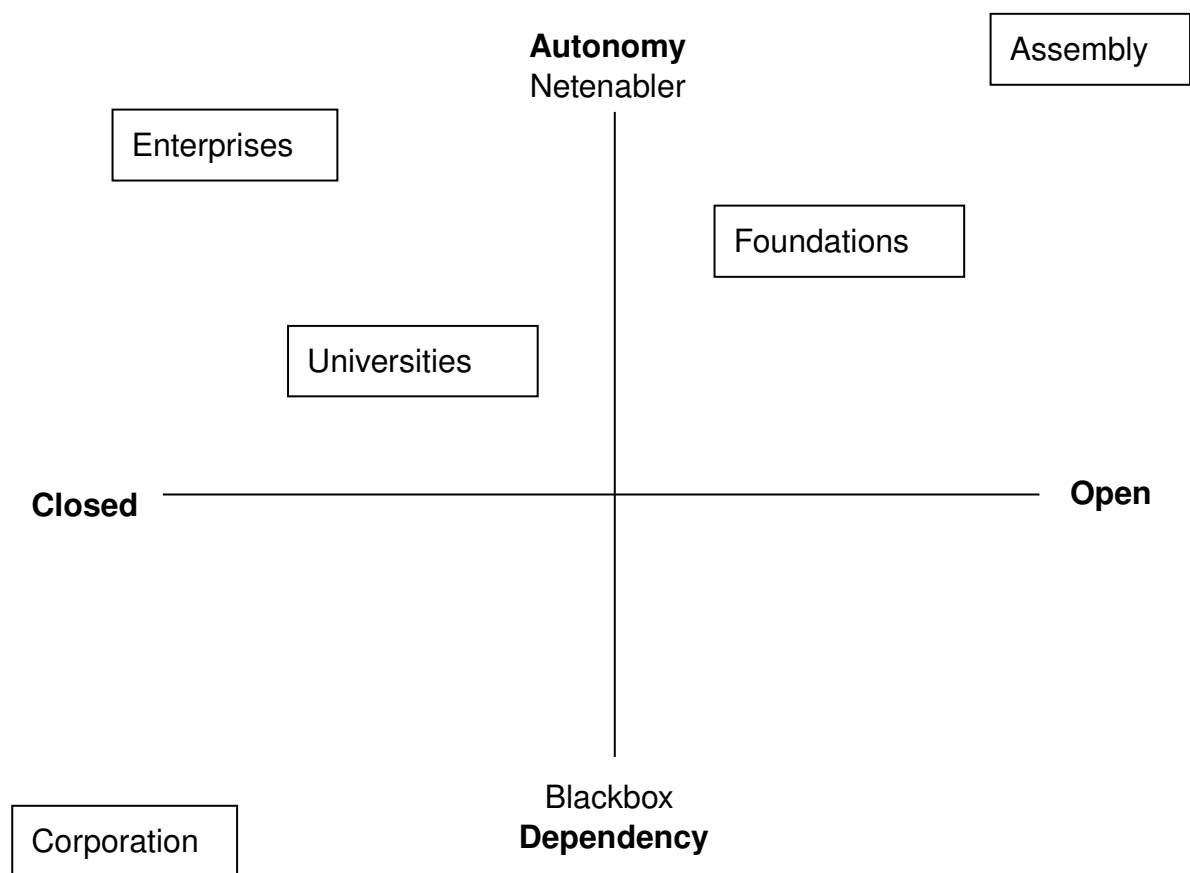 Autonomy
Netenabler
Assembly
Enterprises
Foundations
Universities
Closed
Open
Blackbox
Dependency
Corporation